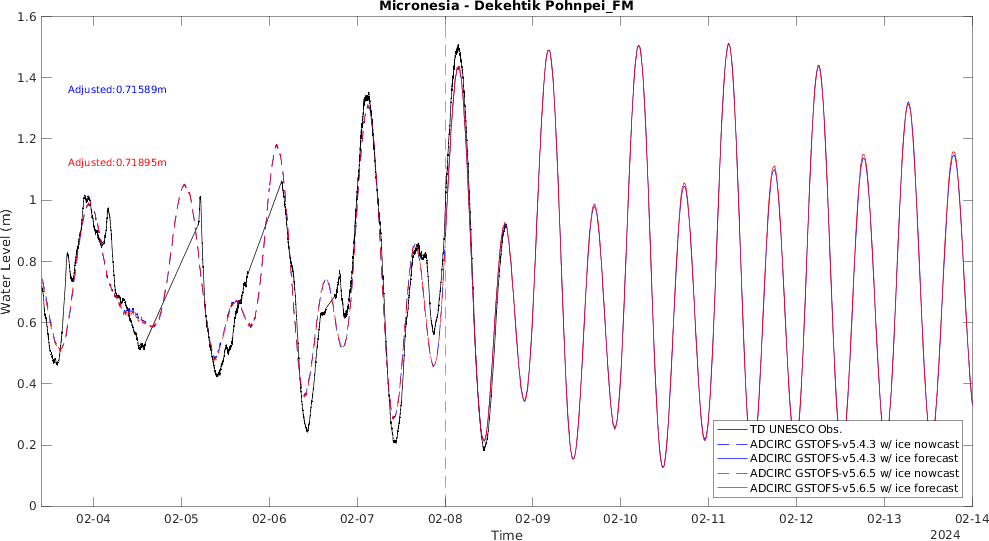 Micronesia - Dekehtik Pohnpei_FM
1.6
1.4
1.2
1
0.8
0.6
0.4
0.2
0
Water Level (m)
Adjusted:0.71589m
Adjusted:0.71895m
TD UNESCO Obs.
ADCIRC GSTOFS-v5.4.3 w/ ice nowcast
ADCIRC GSTOFS-v5.4.3 w/ ice forecast
ADCIRC GSTOFS-v5.6.5 w/ ice nowcast
ADCIRC GSTOFS-v5.6.5 w/ ice forecast
02-04 02-05 02-06 02-07 02-08 02-09 02-10 02-11 02-12 02-13 02-14
Time
2024